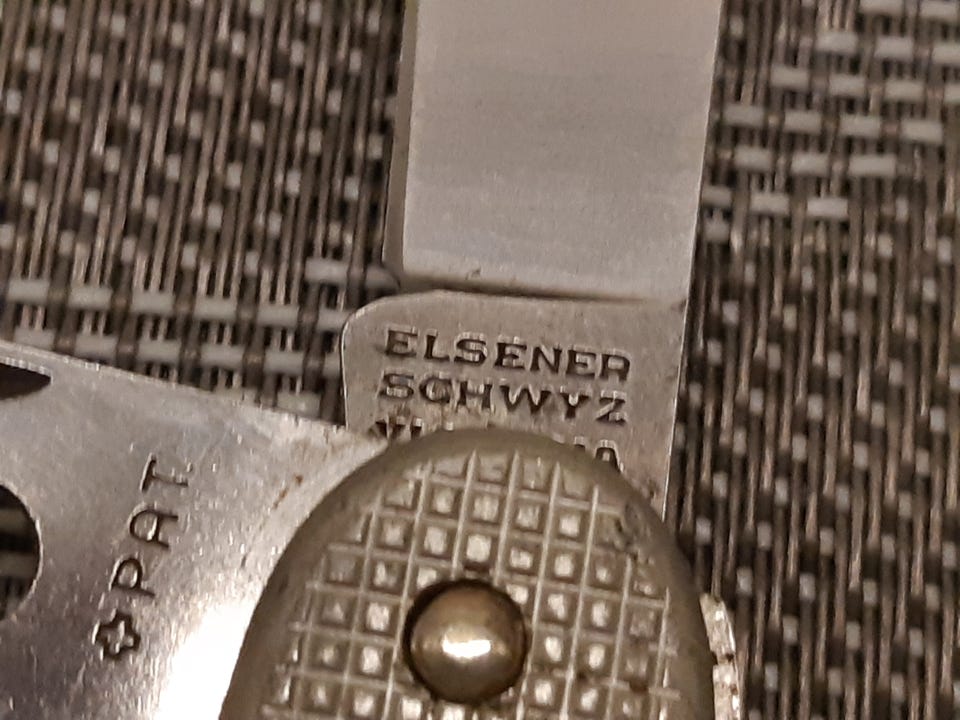 ELSENER
SCHWYZ
PAT